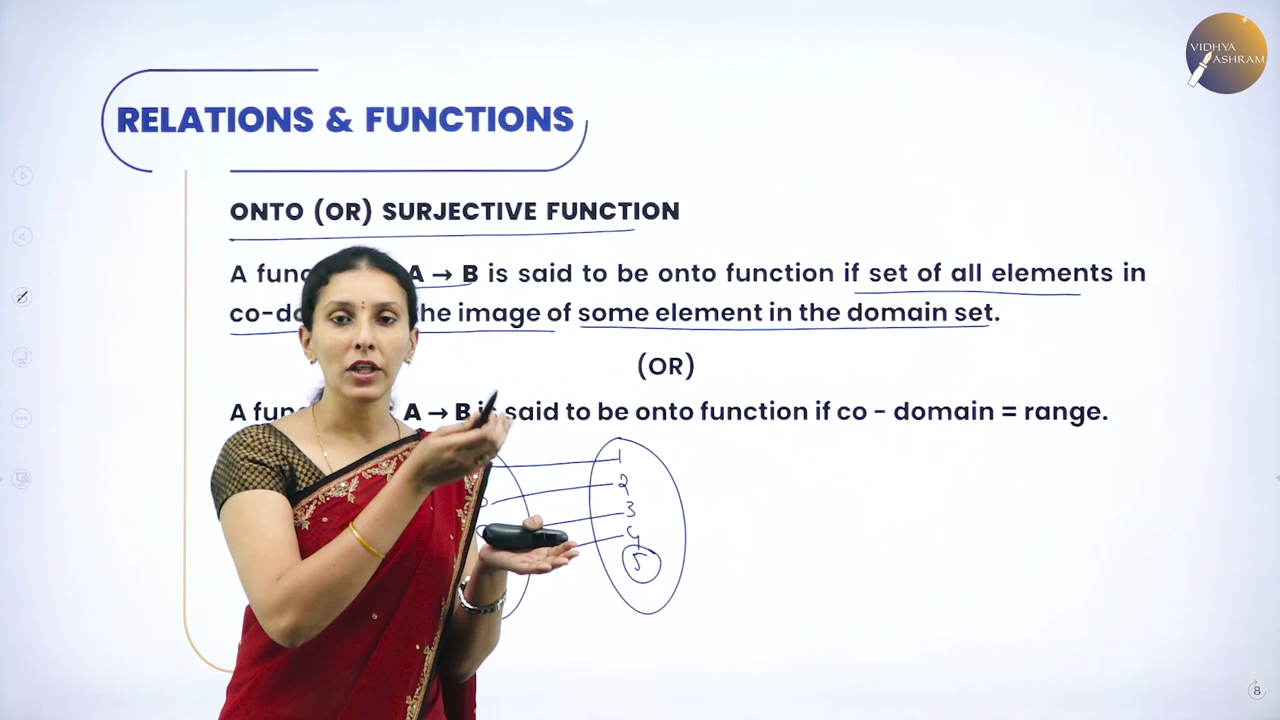 VIDHYA
ASHRAM
RELATIONS & FUNCTIONS
ONTO (OR) SURJECTIVE FUNCTION
A func A → B is said to be onto function if set of all elements in
co-do he image of some element in the domain set.
(OR)
A fun A → B is said to be onto function if co - domain = range.
1
2
3
4
5
8